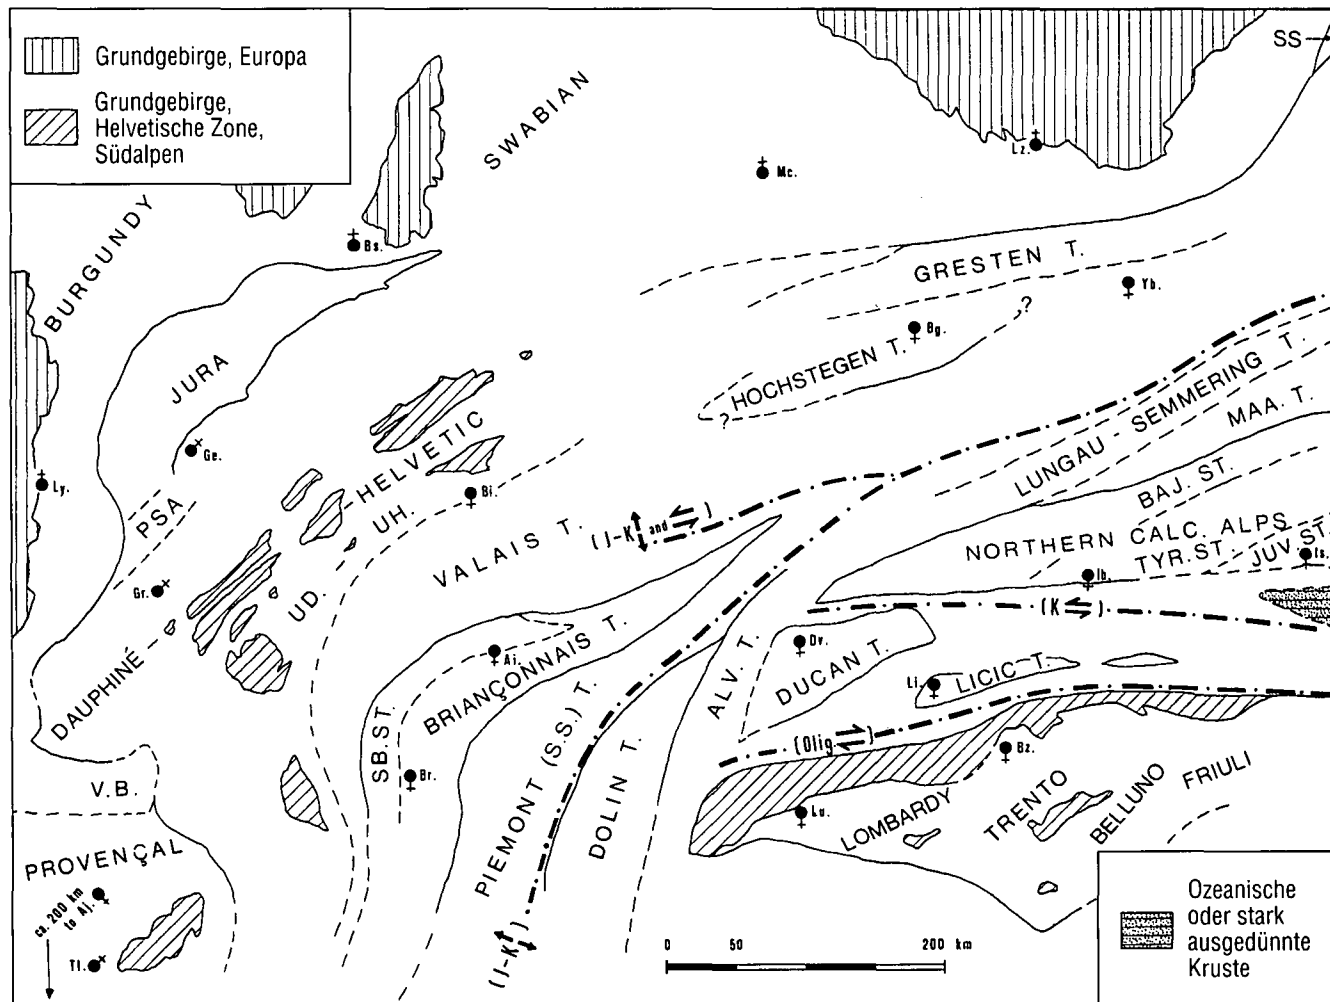 Grundgebirge, Europa
Grundgebirge,
Helvetische Zone,
Südalpen
SS
SWABIAN
BURGUNDY
Lz.
Mc.
Bs.
GRESTEN T.
Yb.
?
Bg.
HOCHSTEGEN T.
?
JURA
LUNGAU - SEMMERING T.
MAA. T.
Ge.
HELVETIC
Ly.
PSA
Bi.
UH.
VALAIS T.
(J-K and )
BAJ. ST.
NORTHERN CALC. ALPS
TYR. ST.
JUV. ST.
Is.
Ib.
Gr.
UD.
(K )
DAUPHINÉ
Ai.
BRIANÇONNAIS T.
SB. ST.
Br.
ALV. T.
Dv.
DUCAN T.
Li.
LICIC T.
PIEMONT (S.S.) T.
DOLIN T.
(Olig )
Bz.
V.B.
Lu.
LOMBARDY
TRENTO
BELLUNO
FRIULI
PROVENÇAL
ca. 200 km
to Aj.
Tl.
(J-K )
0 50 200 km
Ozeanische
oder stark
ausgedünnte
Kruste